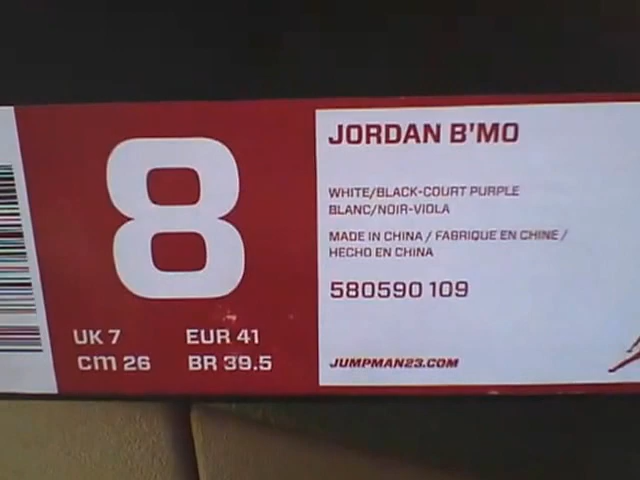 8
UK 7 EUR 41
cm 26 BR 39.5
JORDAN B'MO
WHITE/BLACK-COURT PURPLE
BLANC/NOIR-VIOLA
MADE IN CHINA / FABRIQUE EN CHINE /
HECHO EN CHINA
580590 109
JUMPMAN23.COM